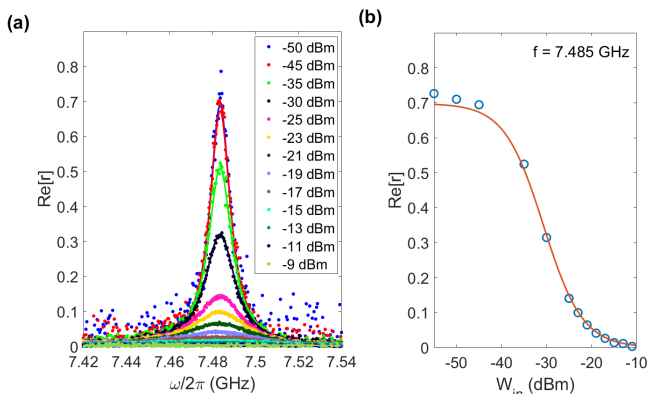 (a)
Re[r]
0.8
0.7
0.6
0.5
0.4
0.3
0.2
0.1
0
7.42
7.44
7.46
7.48
7.5
7.52
7.54
ω/2π (GHz)
-50 dBm
-45 dBm
-35 dBm
-30 dBm
-25 dBm
-23 dBm
-21 dBm
-19 dBm
-17 dBm
-15 dBm
-13 dBm
-11 dBm
-9 dBm
(b)
f = 7.485 GHz
Re[r]
0.8
0.7
0.6
0.5
0.4
0.3
0.2
0.1
0
-50
-40
-30
-20
-10
W_in (dBm)